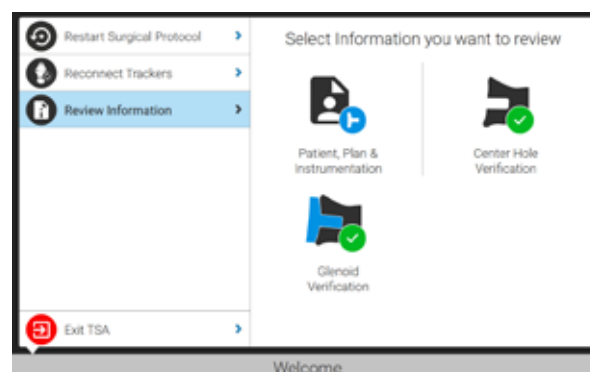 Restart Surgical Protocol
Reconnect Trackers
Review Information
Exit TSA
Select Information you want to review
Patient, Plan &
Instrumentation
Center Hole
Verification
Glenoid
Verification
Welcome